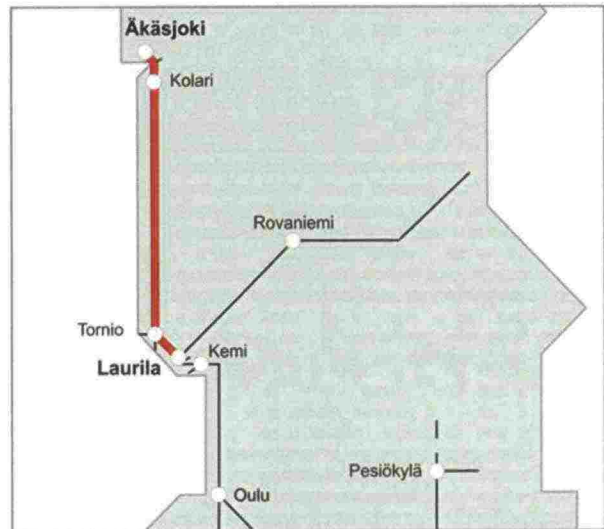 Äkäsjoki
Kolari
Rovaniemi
Tornio
Kemi
Laurila
Pesiökylä
Oulu